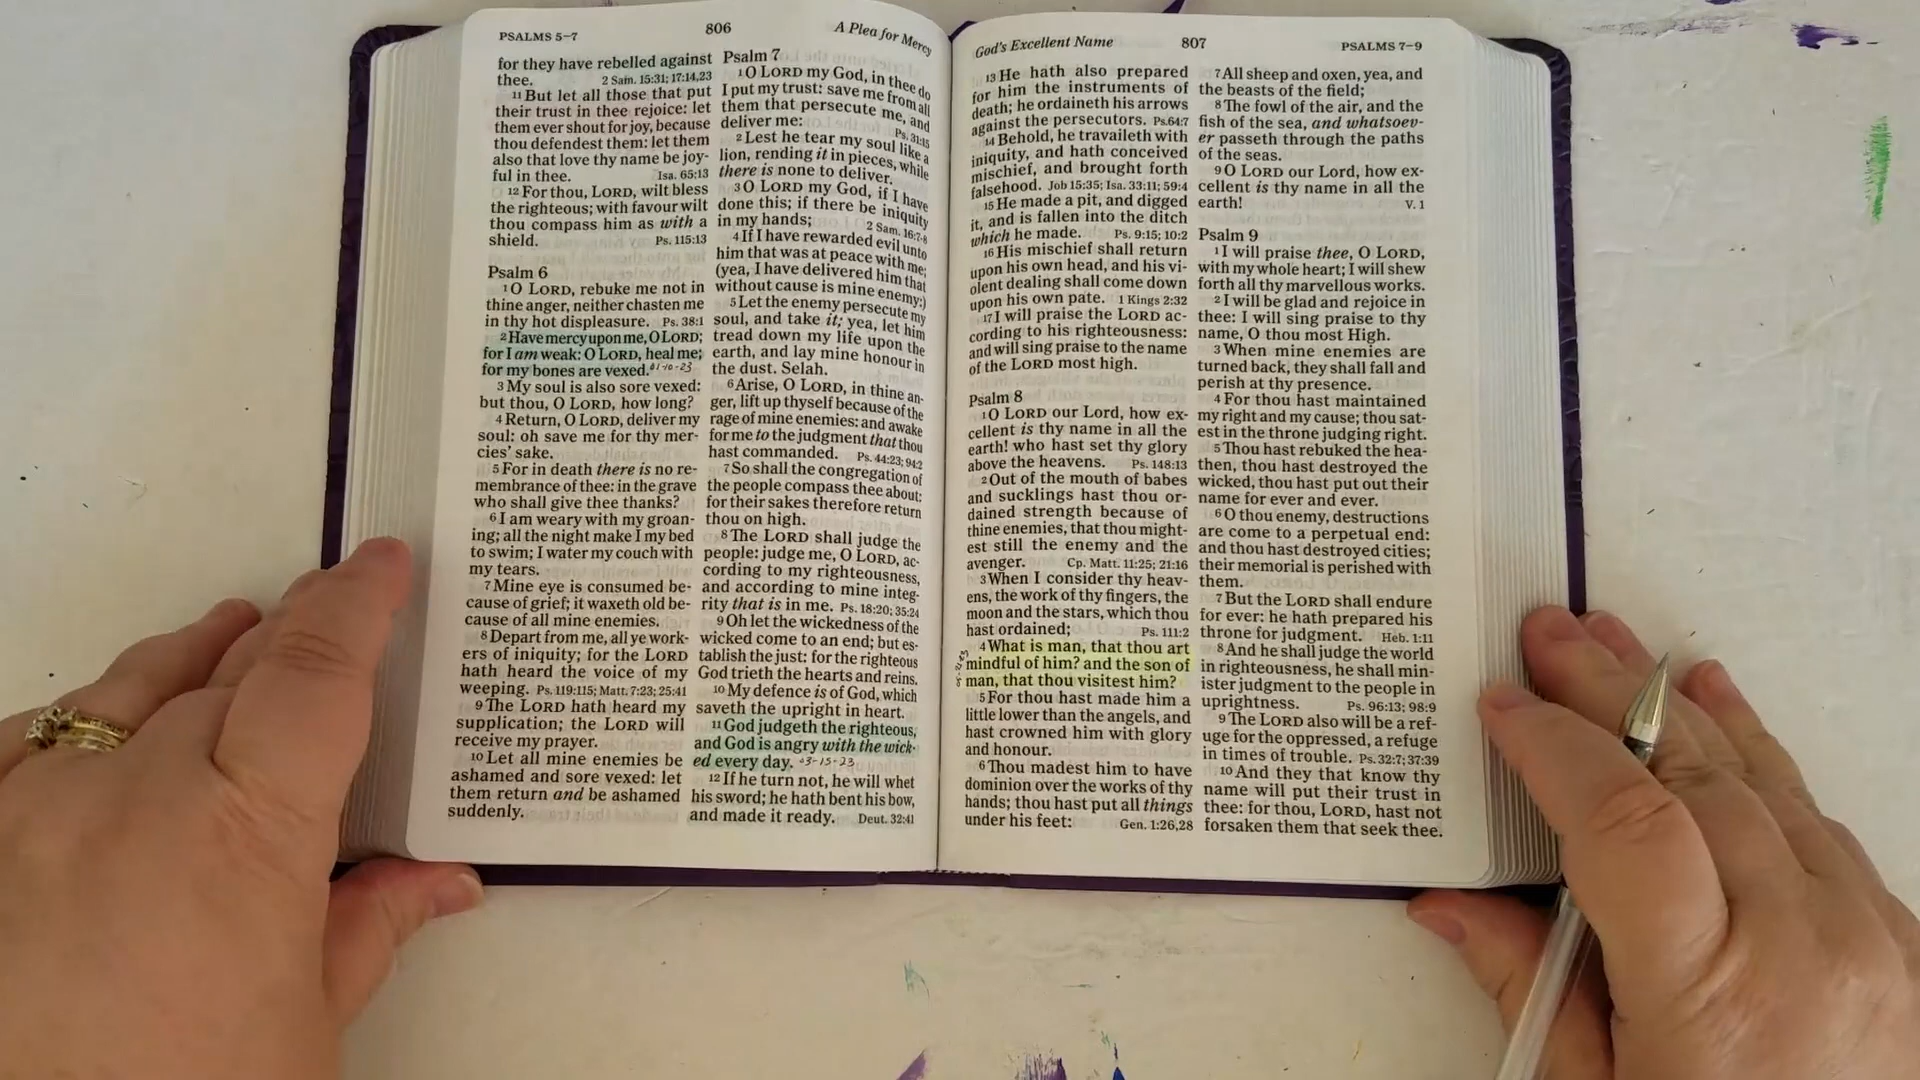 PSALMS 5–7
806
A Plea for Mercy
for they have rebelled against
thee. 2 Sam. 15:31; 17:14,23
11 But let all those that put
their trust in thee rejoice: let
them ever shout for joy, because
thou defendest them: let them
also that love thy name be joy-
ful in thee. Isa. 65:13
12 For thou, LORD, wilt bless
the righteous; with favour wilt
thou compass him as with a
shield. Ps. 115:13
Psalm 6
1 O LORD, rebuke me not in
thine anger, neither chasten me
in thy hot displeasure. Ps. 38:1
2 Have mercy upon me, O LORD;
for I am weak: O LORD, heal me;
for my bones are vexed. 01-10-23
3 My soul is also sore vexed:
but thou, O LORD, how long?
4 Return, O LORD, deliver my
soul: oh save me for thy mer-
cies' sake.
5 For in death there is no re-
membrance of thee: in the grave
who shall give thee thanks?
6 I am weary with my groan-
ing; all the night make I my bed
to swim; I water my couch with
my tears.
7 Mine eye is consumed be-
cause of grief; it waxeth old be-
cause of all mine enemies.
8 Depart from me, all ye work-
ers of iniquity; for the LORD
hath heard the voice of my
weeping. Ps. 119:115; Matt. 7:23; 25:41
9 The LORD hath heard my
supplication; the LORD will
receive my prayer.
10 Let all mine enemies be
ashamed and sore vexed: let
them return and be ashamed
suddenly.
Psalm 7
1 O LORD my God, in thee do
I put my trust: save me from all
them that persecute me, and
deliver me: Ps. 31:15
2 Lest he tear my soul like a
lion, rending it in pieces, while
there is none to deliver.
3 O LORD my God, if I have
done this; if there be iniquity
in my hands; 2 Sam. 16:7-8
4 If I have rewarded evil unto
him that was at peace with me;
(yea, I have delivered him that
without cause is mine enemy:)
5 Let the enemy persecute my
soul, and take it; yea, let him
tread down my life upon the
earth, and lay mine honour in
the dust. Selah.
6 Arise, O LORD, in thine an-
ger, lift up thyself because of the
rage of mine enemies: and awake
for me to the judgment that thou
hast commanded. Ps. 44:23; 94:2
7 So shall the congregation of
the people compass thee about:
for their sakes therefore return
thou on high.
8 The LORD shall judge the
people: judge me, O LORD, ac-
cording to my righteousness,
and according to mine integ-
rity that is in me. Ps. 18:20; 35:24
9 Oh let the wickedness of the
wicked come to an end; but es-
tablish the just: for the righteous
God trieth the hearts and reins.
10 My defence is of God, which
saveth the upright in heart.
11 God judgeth the righteous,
and God is angry with the wick-
ed every day. 03-15-23
12 If he turn not, he will whet
his sword; he hath bent his bow,
and made it ready. Deut. 32:41
God's Excellent Name
807
PSALMS 7–9
13 He hath also prepared
for him the instruments of
death; he ordaineth his arrows
against the persecutors. Ps.64:7
14 Behold, he travaileth with
iniquity, and hath conceived
mischief, and brought forth
falsehood. Job 15:35; Isa. 33:11; 59:4
15 He made a pit, and digged
it, and is fallen into the ditch
which he made. Ps. 9:15; 10:2
16 His mischief shall return
upon his own head, and his vi-
olent dealing shall come down
upon his own pate. 1 Kings 2:32
17 I will praise the LORD ac-
cording to his righteousness:
and will sing praise to the name
of the LORD most high.
Psalm 8
1 O LORD our Lord, how ex-
cellent is thy name in all the
earth! who hast set thy glory
above the heavens. Ps. 148:13
2 Out of the mouth of babes
and sucklings hast thou or-
dained strength because of
thine enemies, that thou might-
est still the enemy and the
avenger. Cp. Matt. 11:25; 21:16
3 When I consider thy heav-
ens, the work of thy fingers, the
moon and the stars, which thou
hast ordained; Ps. 111:2
4 What is man, that thou art
mindful of him? and the son of
man, that thou visitest him?
5 For thou hast made him a
little lower than the angels, and
hast crowned him with glory
and honour.
6 Thou madest him to have
dominion over the works of thy
hands; thou hast put all things
under his feet: Gen. 1:26,28
7 All sheep and oxen, yea, and
the beasts of the field;
8 The fowl of the air, and the
fish of the sea, and whatsoev-
er passeth through the paths
of the seas.
9 O LORD our Lord, how ex-
cellent is thy name in all the
earth! V. 1
Psalm 9
1 I will praise thee, O LORD,
with my whole heart; I will shew
forth all thy marvellous works.
2 I will be glad and rejoice in
thee: I will sing praise to thy
name, O thou most High.
3 When mine enemies are
turned back, they shall fall and
perish at thy presence.
4 For thou hast maintained
my right and my cause; thou sat-
est in the throne judging right.
5 Thou hast rebuked the hea-
then, thou hast destroyed the
wicked, thou hast put out their
name for ever and ever.
6 O thou enemy, destructions
are come to a perpetual end:
and thou hast destroyed cities;
their memorial is perished with
them.
7 But the LORD shall endure
for ever: he hath prepared his
throne for judgment. Heb. 1:11
8 And he shall judge the world
in righteousness, he shall min-
ister judgment to the people in
uprightness. Ps. 96:13; 98:9
9 The LORD also will be a ref-
uge for the oppressed, a refuge
in times of trouble. Ps. 32:7; 37:39
10 And they that know thy
name will put their trust in
thee: for thou, LORD, hast not
forsaken them that seek thee.